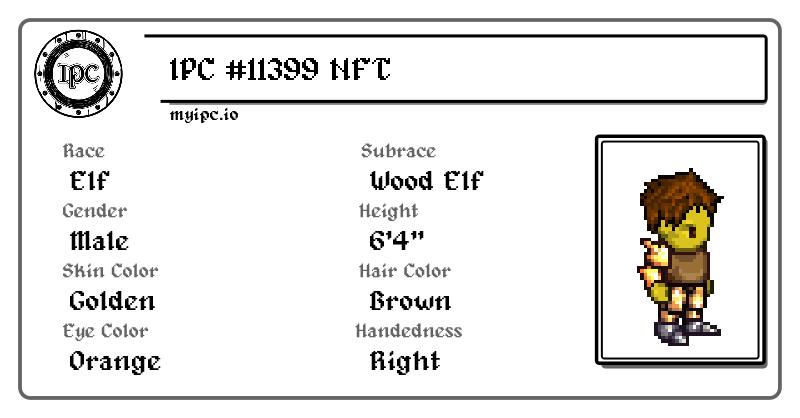 IPC
IPC #11399 NFT
myipc.io
Race
Elf
Subrace
Wood Elf
Gender
Male
Height
6'4"
Skin Color
Golden
Hair Color
Brown
Eye Color
Orange
Handedness
Right